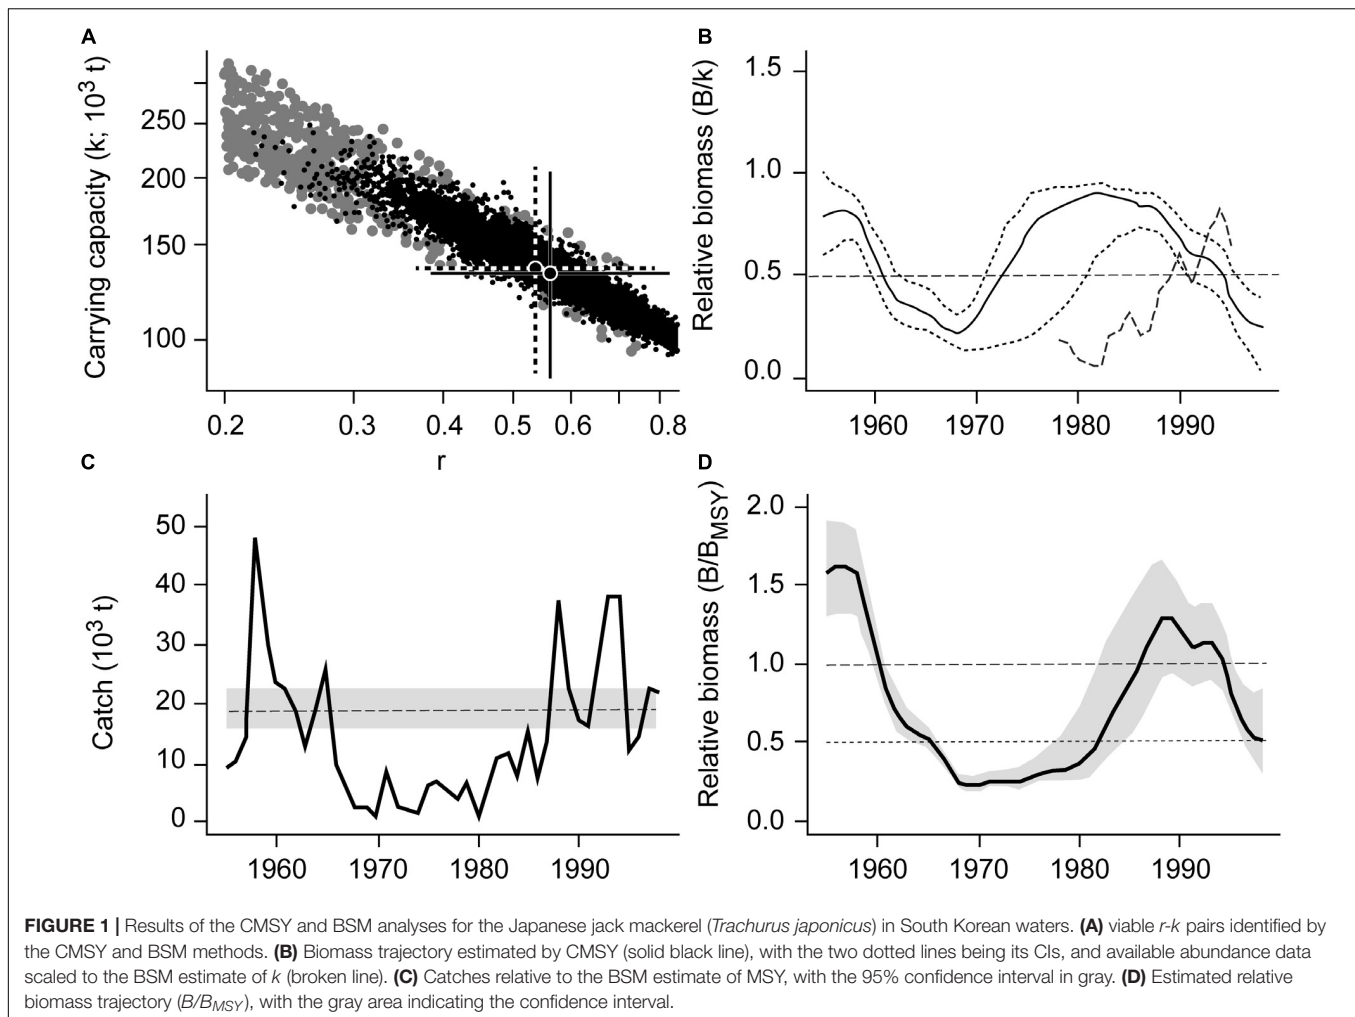 A
Carrying capacity (k; 10³ t)
250
200
150
100
0.2
0.3
0.4
0.5
0.6
0.8
r
B
Relative biomass (B/k)
1.5
1.0
0.5
0.0
1960
1970
1980
1990
C
Catch (10³ t)
50
40
30
20
10
0
1960
1970
1980
1990
D
Relative biomass (B/B_MSY)
2.0
1.5
1.0
0.5
0.0
1960
1970
1980
1990
FIGURE 1 | Results of the CMSY and BSM analyses for the Japanese jack mackerel (Trachurus japonicus) in South Korean waters. (A) viable r-k pairs identified by
the CMSY and BSM methods. (B) Biomass trajectory estimated by CMSY (solid black line), with the two dotted lines being its CIs, and available abundance data
scaled to the BSM estimate of k (broken line). (C) Catches relative to the BSM estimate of MSY, with the 95% confidence interval in gray. (D) Estimated relative
biomass trajectory (B/B_MSY), with the gray area indicating the confidence interval.